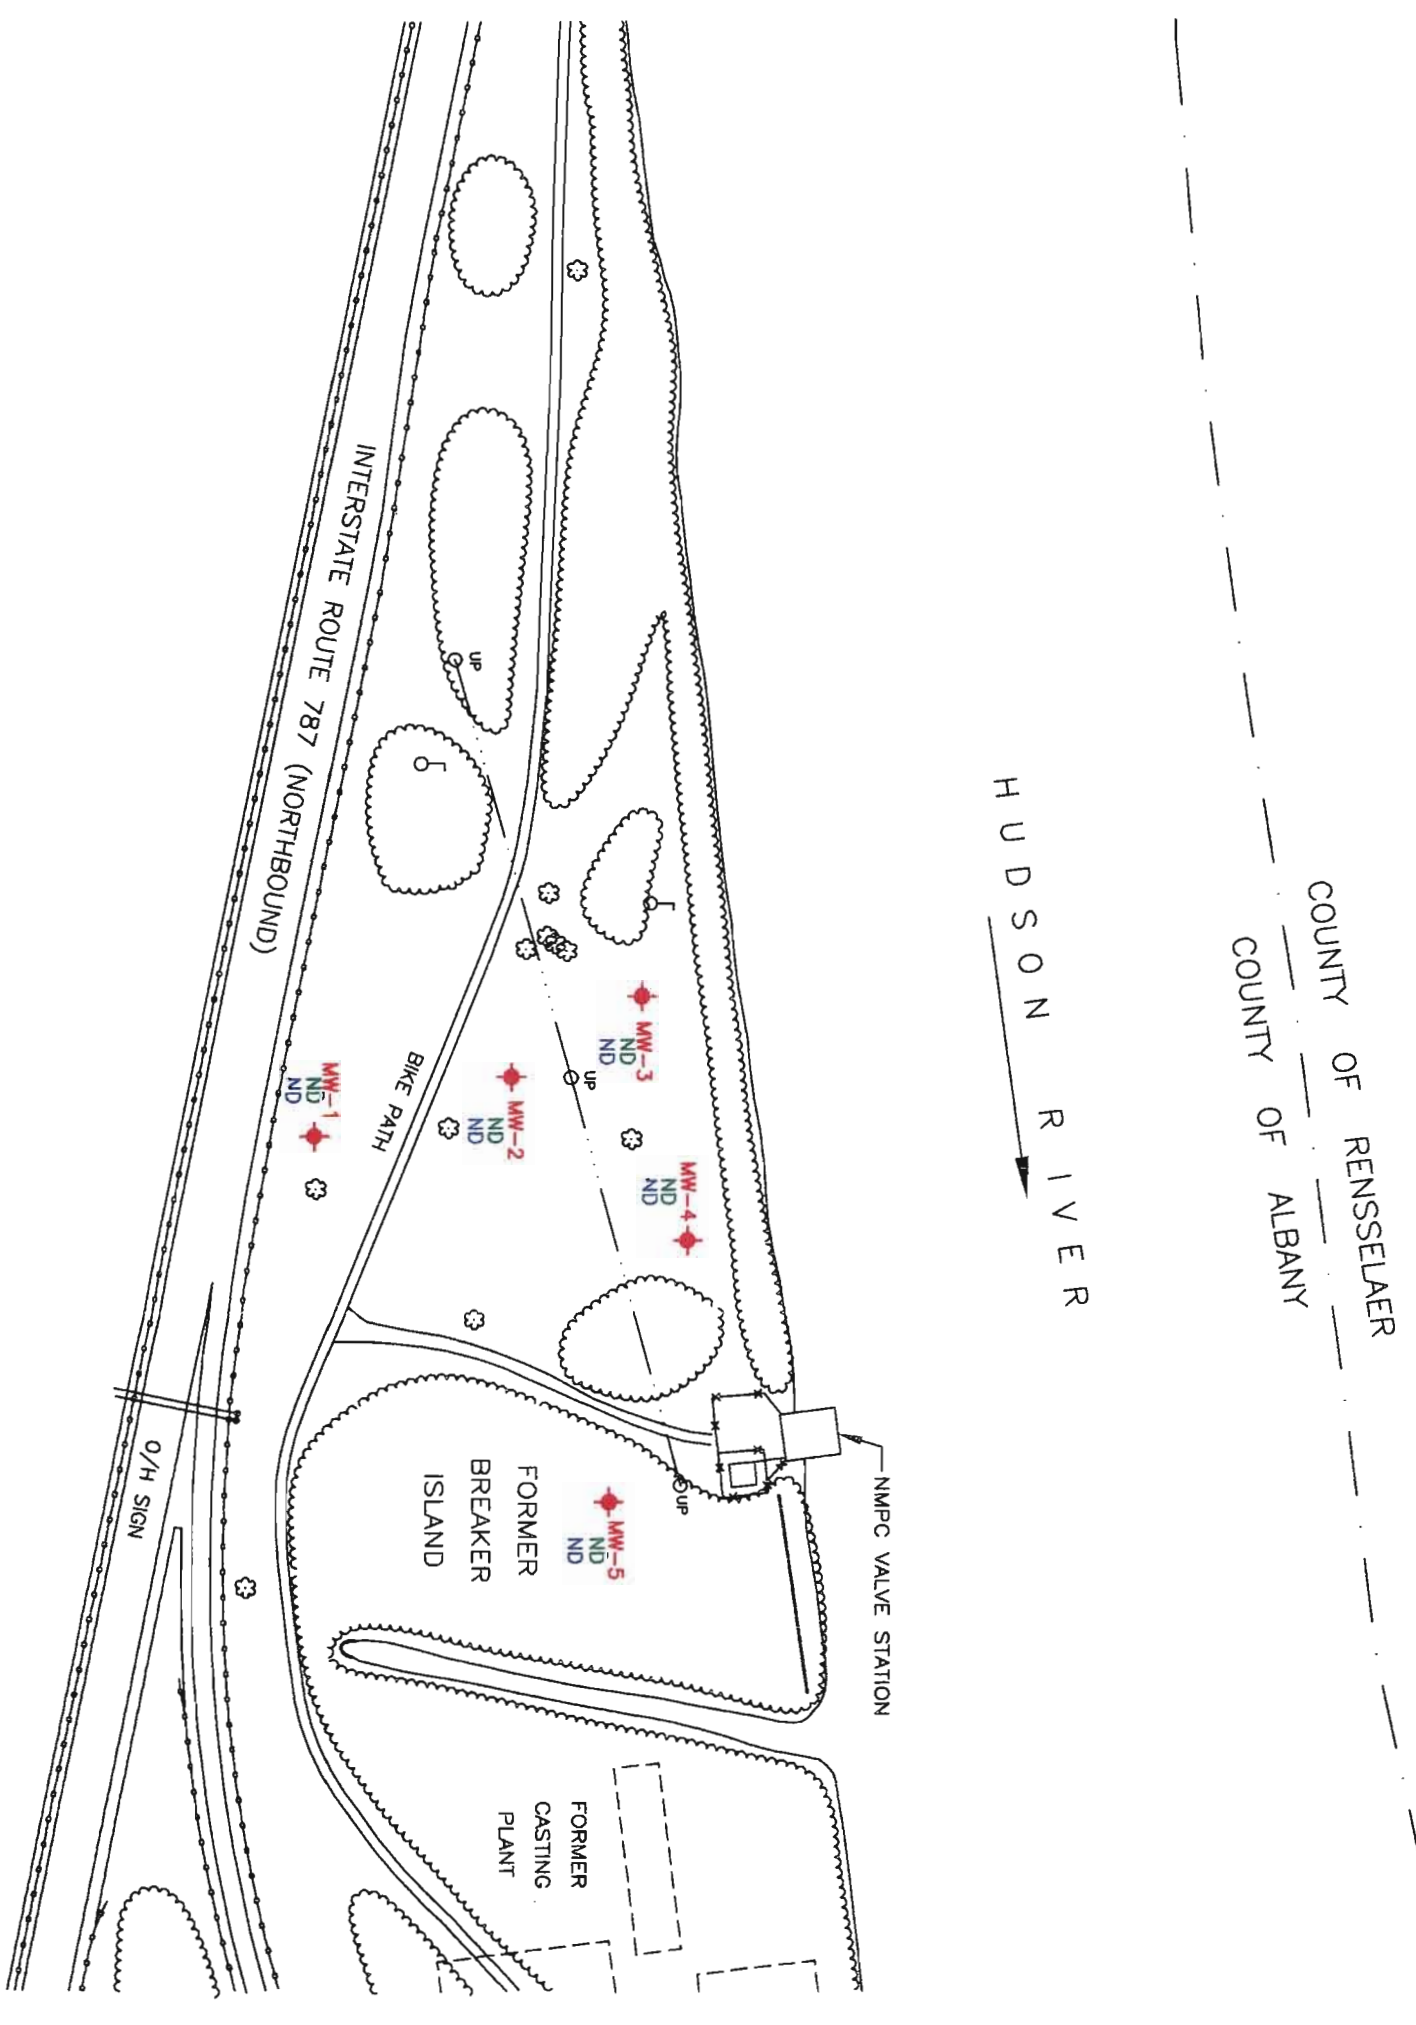 COUNTY OF RENSSELAER
COUNTY OF ALBANY
HUDSON RIVER
INTERSTATE ROUTE 787 (NORTHBOUND)
UP
MW-3
ND
ND
UP
MW-2
ND
ND
BIKE PATH
MW-1
ND
ND
MW-4
ND
ND
NMPC VALVE STATION
UP
MW-5
ND
ND
FORMER
BREAKER
ISLAND
O/H SIGN
FORMER
CASTING
PLANT